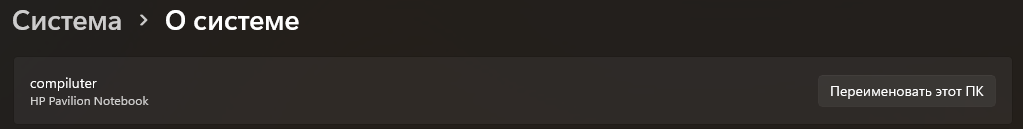 Система > О системе
compiluter
HP Pavilion Notebook
Переименовать этот ПК